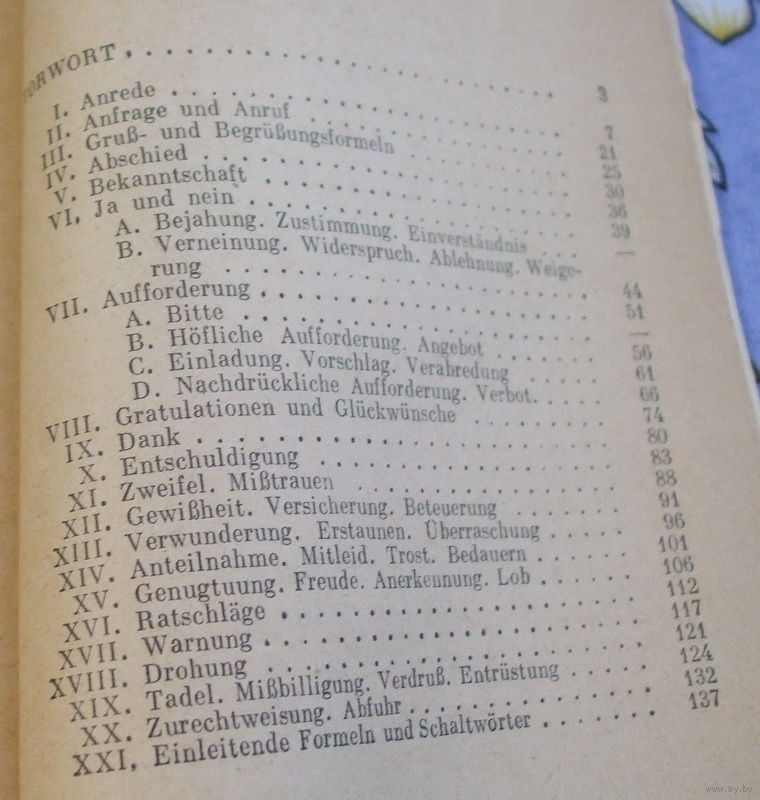 VORWORT . . . . . . . . . . 3
I. Anrede . . . . . . . . . . 7
II. Anfrage und Anruf . . . . . . . . . . 21
III. Gruß- und Begrüßungsformeln . . . . . . 25
IV. Abschied . . . . . . . . . . 30
V. Bekanntschaft . . . . . . . . . . 36
VI. Ja und nein . . . . . . . . . . 39
A. Bejahung. Zustimmung. Einverständnis . . . —
B. Verneinung. Widerspruch. Ablehnung. Weige-
rung . . . . . . . . . . 44
VII. Aufforderung . . . . . . . . . . 51
A. Bitte . . . . . . . . . . —
B. Höfliche Aufforderung. Angebot . . . . . . 56
C. Einladung. Vorschlag. Verabredung . . . . . 61
D. Nachdrückliche Aufforderung. Verbot. . . . . 66
VIII. Gratulationen und Glückwünsche . . . . . . 74
IX. Dank . . . . . . . . . . 80
X. Entschuldigung . . . . . . . . . . 83
XI. Zweifel. Mißtrauen . . . . . . . . . . 88
XII. Gewißheit. Versicherung. Beteuerung . . . . . 91
XIII. Verwunderung. Erstaunen. Überraschung . . . . 96
XIV. Anteilnahme. Mitleid. Trost. Bedauern . . . . . 101
XV. Genugtuung. Freude. Anerkennung. Lob . . . . . 106
XVI. Ratschläge . . . . . . . . . . 112
XVII. Warnung . . . . . . . . . . 117
XVIII. Drohung . . . . . . . . . . 121
XIX. Tadel. Mißbilligung. Verdruß. Entrüstung . . . . 124
XX. Zurechtweisung. Abfuhr . . . . . . . . . . 132
XXI. Einleitende Formeln und Schaltwörter . . . . . . 137
www.ay.by